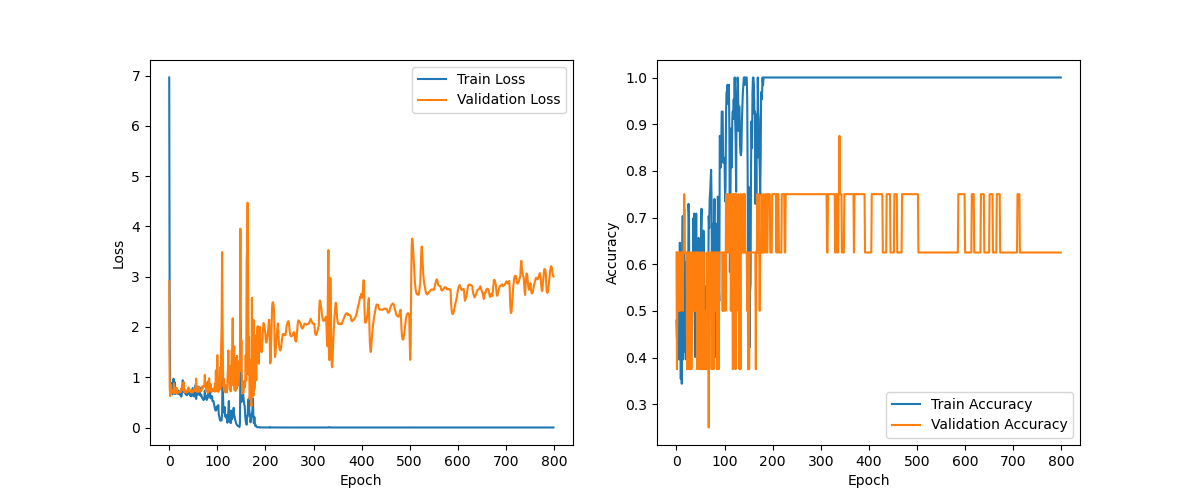 7
6
5
4
3
2
1
0
Loss
Train Loss
Validation Loss
0 100 200 300 400 500 600 700 800
Epoch
1.0
0.9
0.8
0.7
0.6
0.5
0.4
0.3
Accuracy
Train Accuracy
Validation Accuracy
0 100 200 300 400 500 600 700 800
Epoch